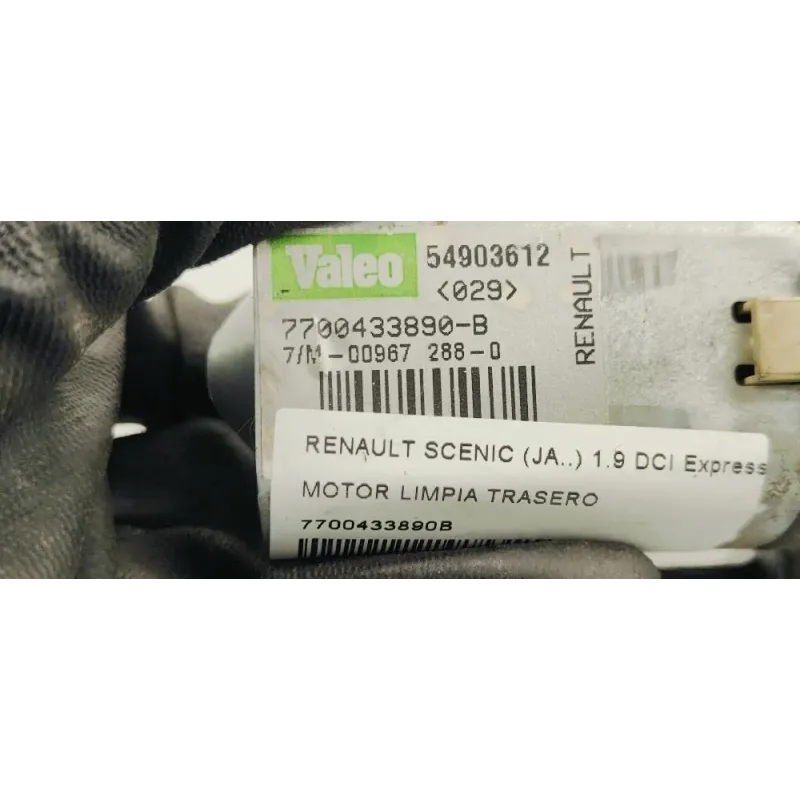 Valeo 54903612
<029>
7700433890-B
7/M-00967 288-0
RENAULT
RENAULT SCENIC (JA..) 1.9 DCI Express
MOTOR LIMPIA TRASERO
7700433890B